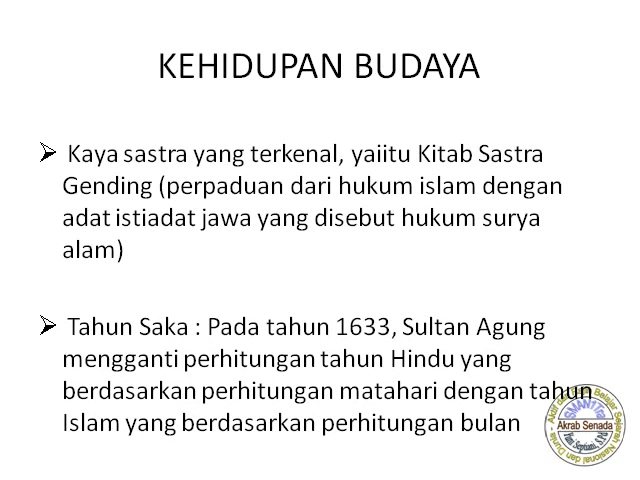 KEHIDUPAN BUDAYA
➢ Kaya sastra yang terkenal, yaiitu Kitab Sastra
Gending (perpaduan dari hukum islam dengan
adat istiadat jawa yang disebut hukum surya
alam)
➢ Tahun Saka : Pada tahun 1633, Sultan Agung
mengganti perhitungan tahun Hindu yang
berdasarkan perhitungan matahari dengan tahun
Islam yang berdasarkan perhitungan bulan
Akrab Senada